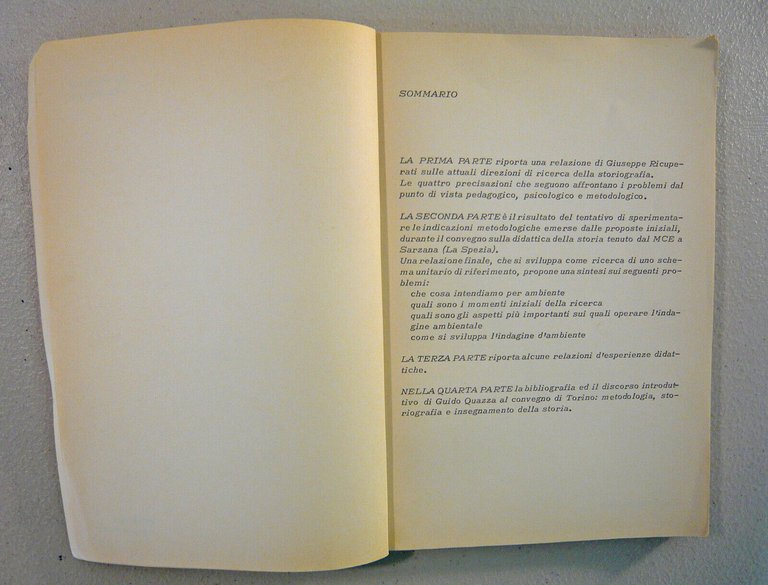 SOMMARIO
LA PRIMA PARTE riporta una relazione di Giuseppe Ricupe-
rati sulle attuali direzioni di ricerca della storiografia.
Le quattro precisazioni che seguono affrontano i problemi dal
punto di vista pedagogico, psicologico e metodologico.
LA SECONDA PARTE è il risultato del tentativo di sperimenta-
re le indicazioni metodologiche emerse dalle proposte iniziali,
durante il convegno sulla didattica della storia tenuto dal MCE a
Sarzana (La Spezia).
Una relazione finale, che si sviluppa come ricerca di uno sche-
ma unitario di riferimento, propone una sintesi sui seguenti pro-
blemi:
che cosa intendiamo per ambiente
quali sono i momenti iniziali della ricerca
quali sono gli aspetti più importanti sui quali operare l'inda-
gine ambientale
come si sviluppa l'indagine d'ambiente
LA TERZA PARTE riporta alcune relazioni d'esperienze didat-
tiche.
NELLA QUARTA PARTE la bibliografia ed il discorso introdut-
tivo di Guido Quazza al convegno di Torino: metodologia, sto-
riografia e insegnamento della storia.